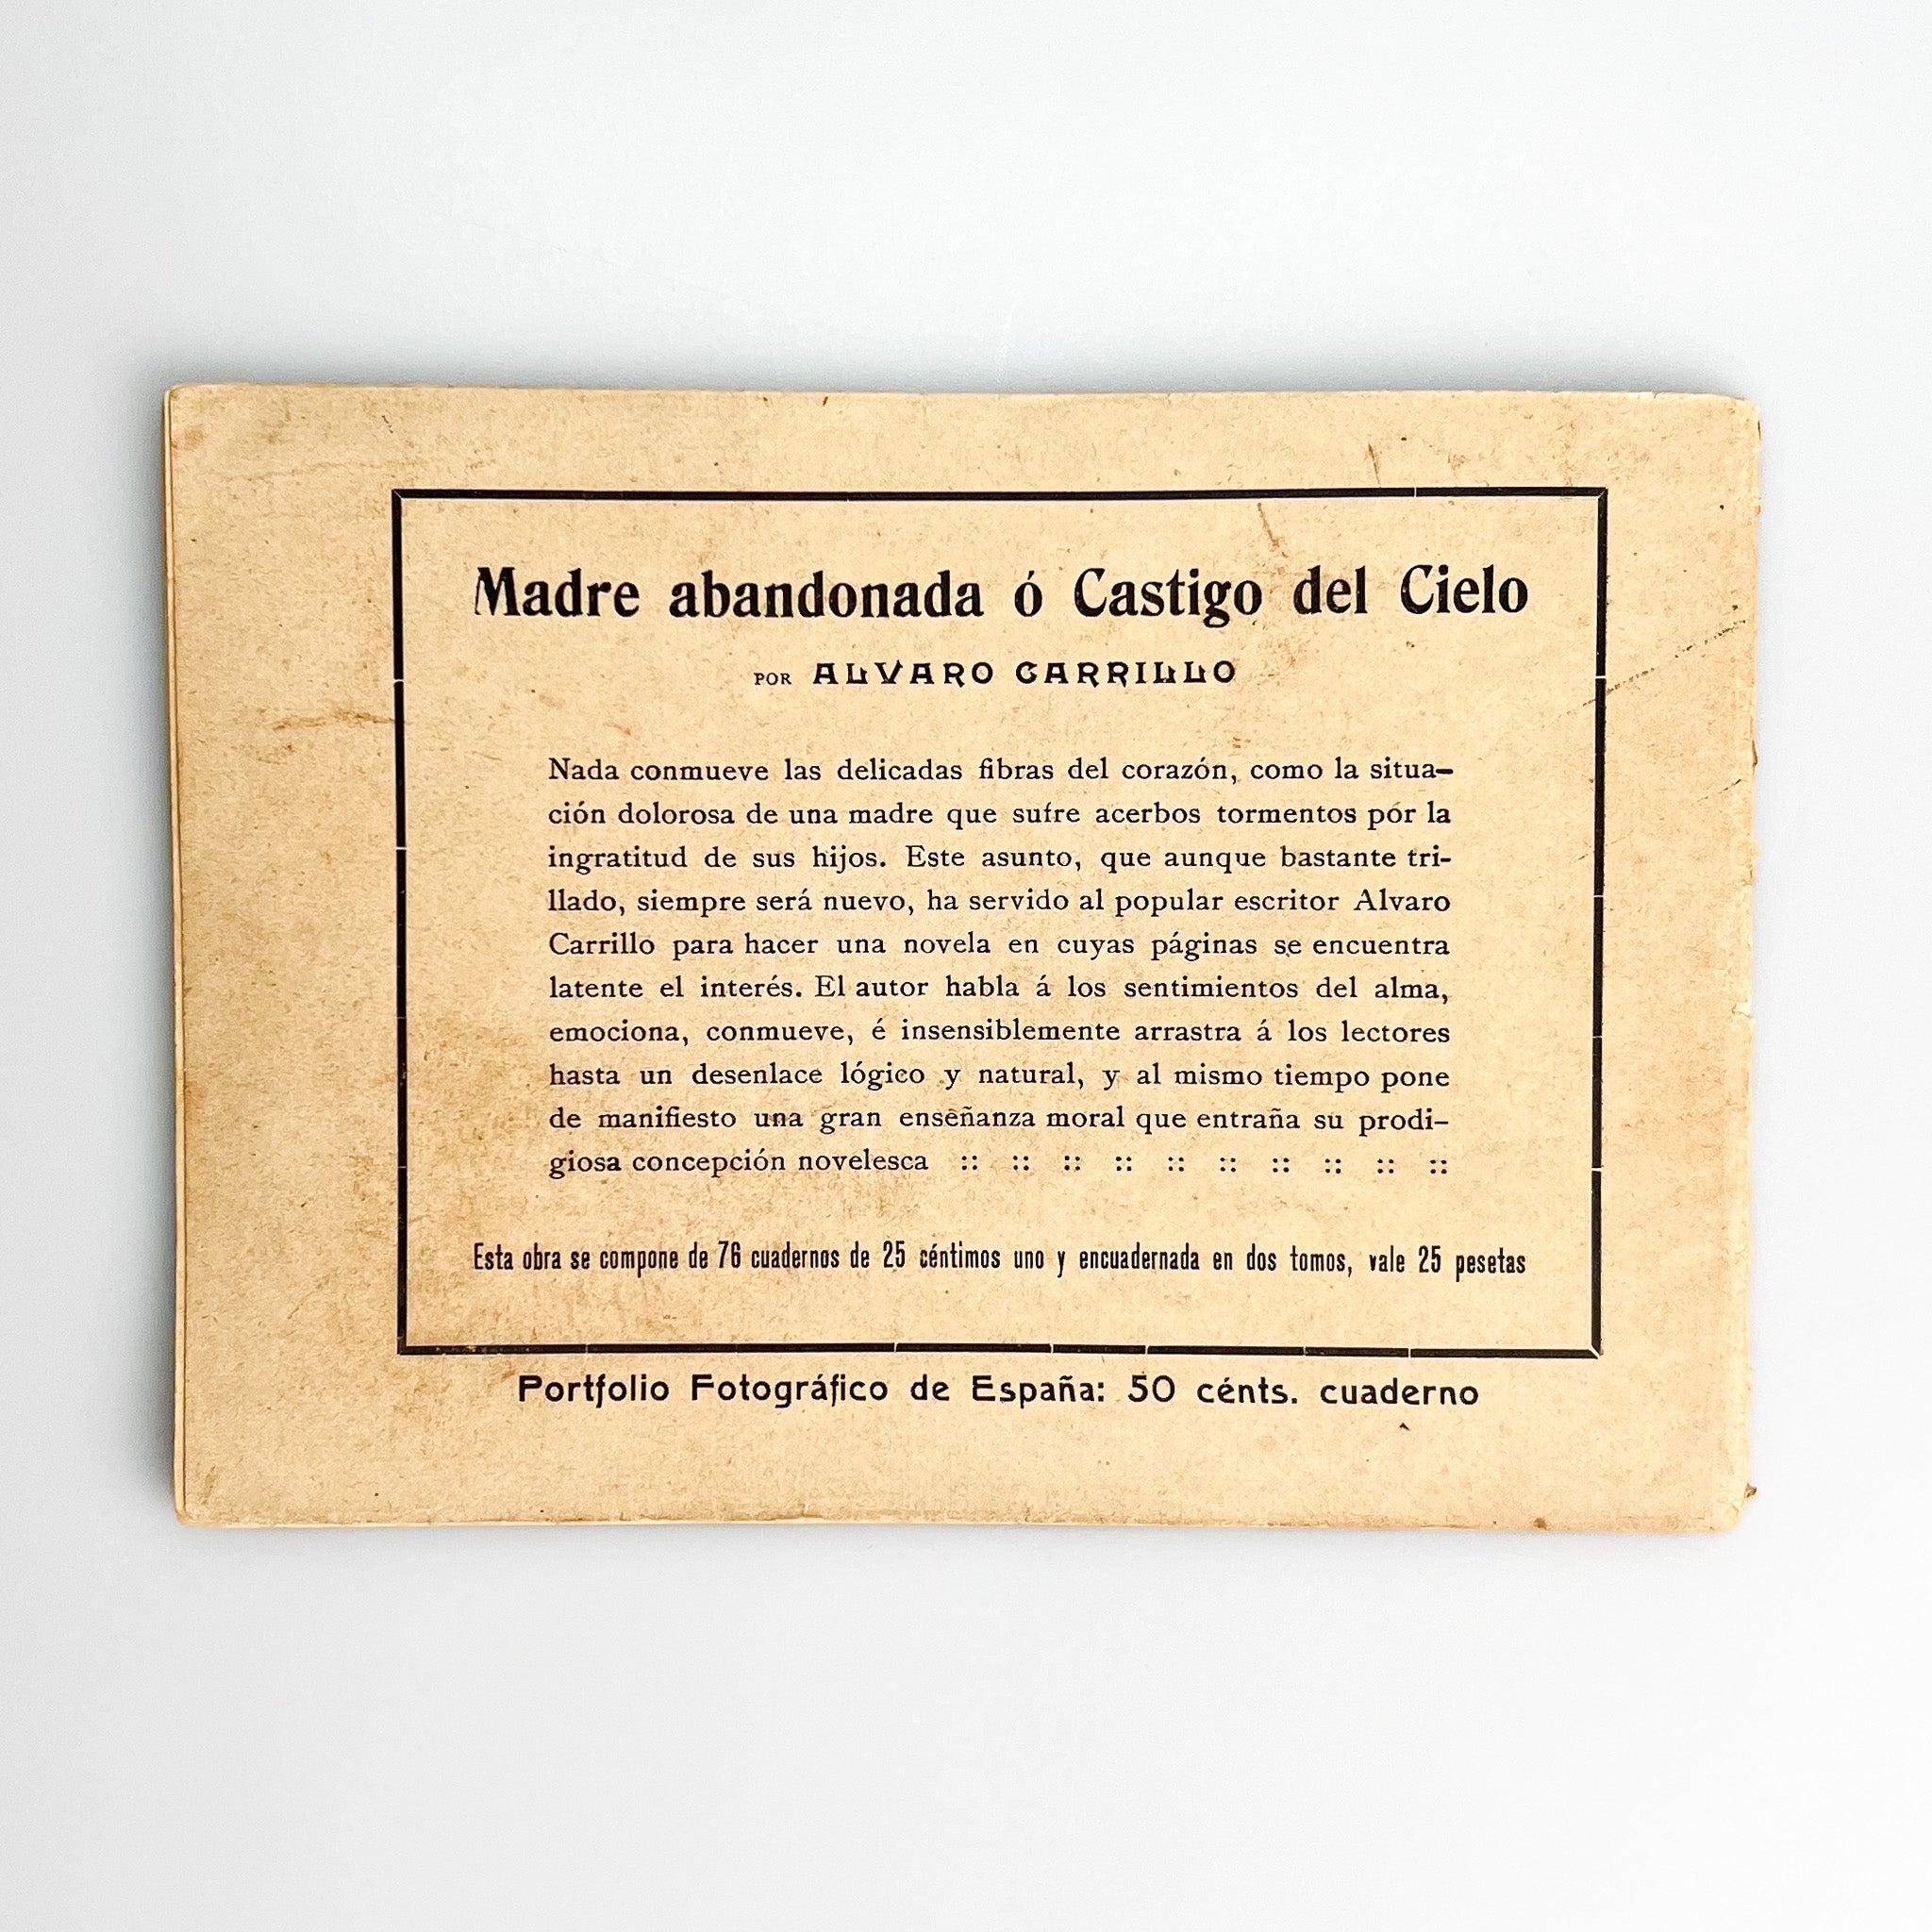 Madre abandonada ó Castigo del Cielo
POR ALVARO CARRILLO
Nada conmueve las delicadas fibras del corazón, como la situa-
ción dolorosa de una madre que sufre acerbos tormentos por la
ingratitud de sus hijos. Este asunto, que aunque bastante tri-
llado, siempre será nuevo, ha servido al popular escritor Alvaro
Carrillo para hacer una novela en cuyas páginas se encuentra
latente el interés. El autor habla á los sentimientos del alma,
emociona, conmueve, é insensiblemente arrastra á los lectores
hasta un desenlace lógico y natural, y al mismo tiempo pone
de manifiesto una gran enseñanza moral que entraña su prodi-
giosa concepción novelesca :: :: :: :: :: :: :: :: :: ::
Esta obra se compone de 76 cuadernos de 25 céntimos uno y encuadernada en dos tomos, vale 25 pesetas
Portfolio Fotográfico de España: 50 cénts. cuaderno